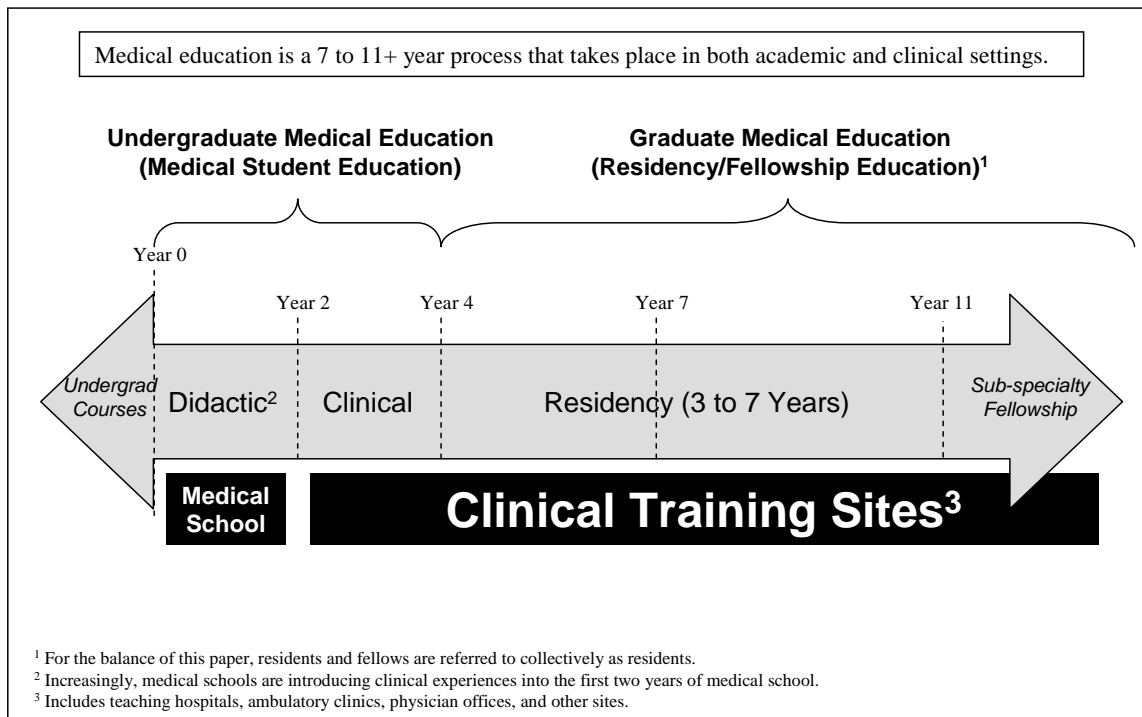 Medical education is a 7 to 11+ year process that takes place in both academic and clinical settings.
Undergraduate Medical Education
(Medical Student Education)
Graduate Medical Education
(Residency/Fellowship Education)¹
Year 0
Year 2
Year 4
Year 7
Year 11
Undergrad
Courses
Didactic²
Clinical
Residency (3 to 7 Years)
Sub-specialty
Fellowship
Medical
School
Clinical Training Sites³
¹ For the balance of this paper, residents and fellows are referred to collectively as residents.
² Increasingly, medical schools are introducing clinical experiences into the first two years of medical school.
³ Includes teaching hospitals, ambulatory clinics, physician offices, and other sites.